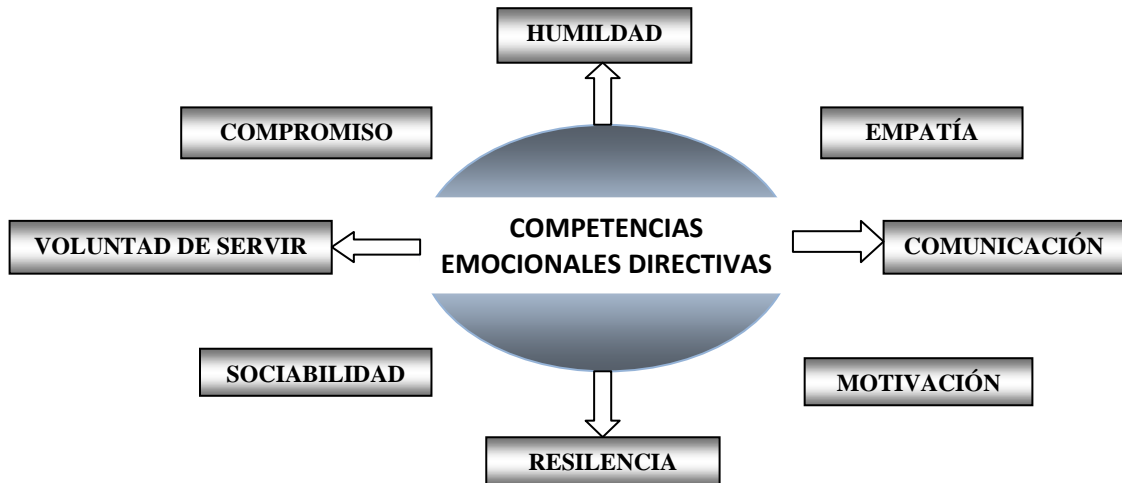 HUMILDAD
COMPROMISO
EMPATÍA
COMPETENCIAS
EMOCIONALES DIRECTIVAS
VOLUNTAD DE SERVIR
COMUNICACIÓN
SOCIABILIDAD
MOTIVACIÓN
RESILENCIA